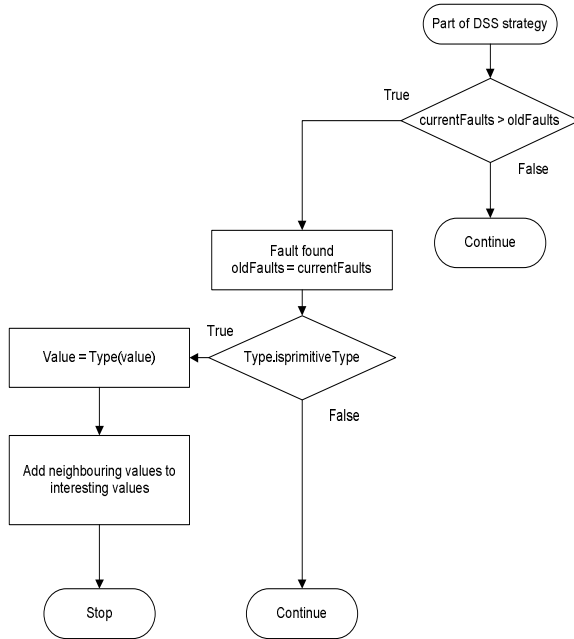 Part of DSS strategy
True
currentFaults > oldFaults
False
Continue
Fault found
oldFaults = currentFaults
True
Value = Type(value)
Type.isprimitiveType
False
Add neighbouring values to
interesting values
Stop
Continue